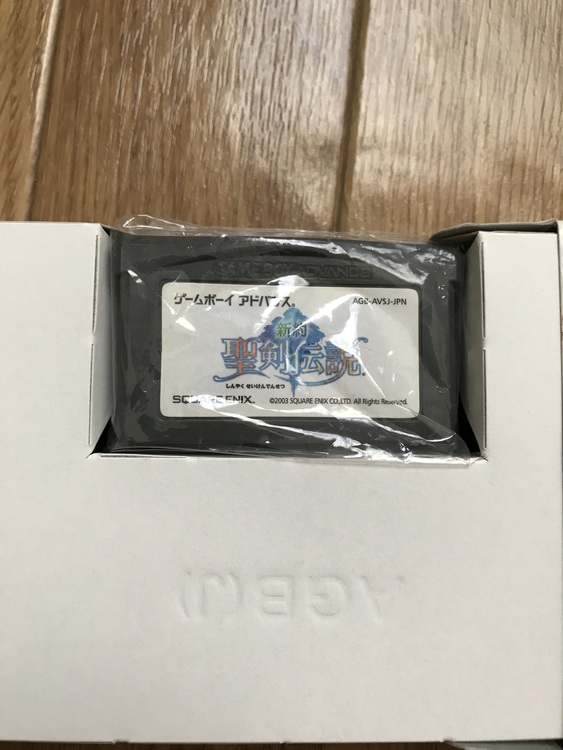 GAME BOY ADVANCE
ゲームボーイ アドバンス®
AGB-AVSJ-JPN
新約
聖剣伝説™
しんやく せいけんでんせつ
SQUARE ENIX.
©2003 SQUARE ENIX CO.,LTD. All Rights Reserved.
AGB(J)